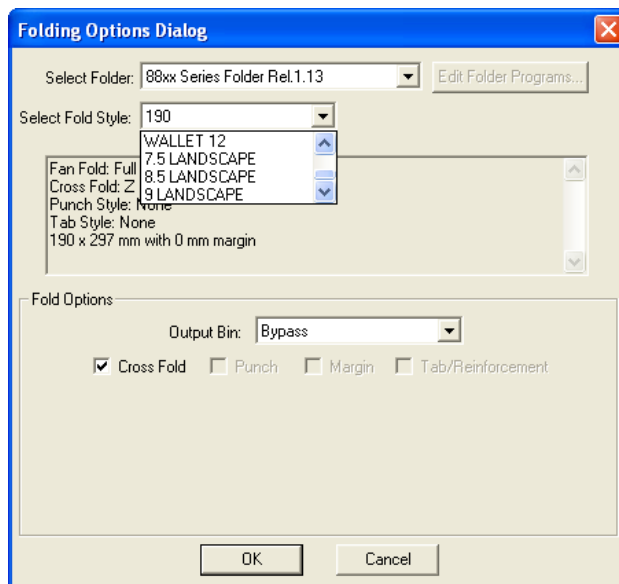 Folding Options Dialog
Select Folder: 88xx Series Folder Rel.1.13 Edit Folder Programs...
Select Fold Style: 190
WALLET 12
7.5 LANDSCAPE
8.5 LANDSCAPE
9 LANDSCAPE
Fan Fold: Full
Cross Fold: Z
Punch Style: None
Tab Style: None
190 x 297 mm with 0 mm margin
Fold Options
Output Bin: Bypass
Cross Fold Punch Margin Tab/Reinforcement
OK Cancel